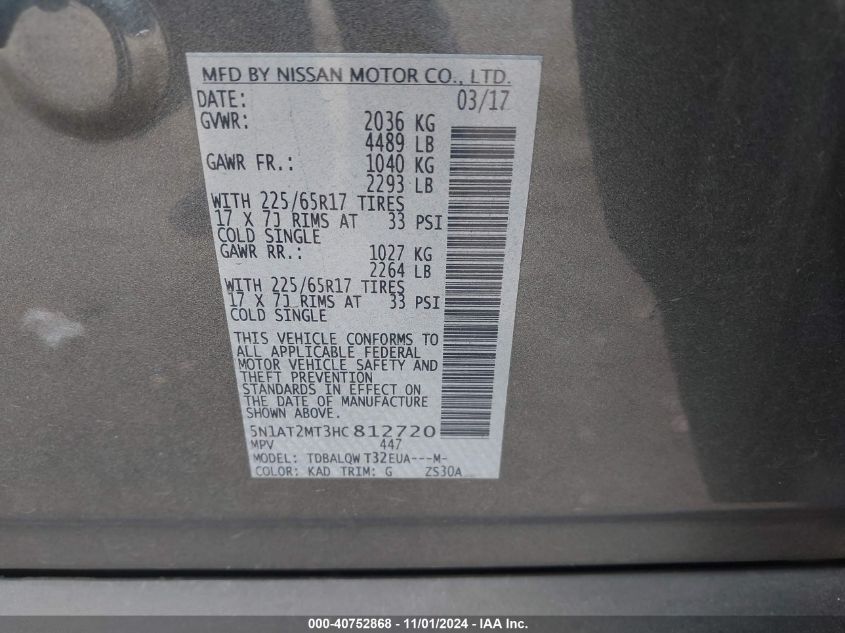 MFD BY NISSAN MOTOR CO., LTD.
DATE: 03/17
GVWR: 2036 KG
4489 LB
GAWR FR.: 1040 KG
2293 LB
WITH 225/65R17 TIRES
17 X 7J RIMS AT 33 PSI
COLD SINGLE
GAWR RR.: 1027 KG
2264 LB
WITH 225/65R17 TIRES
17 X 7J RIMS AT 33 PSI
COLD SINGLE
THIS VEHICLE CONFORMS TO
ALL APPLICABLE FEDERAL
MOTOR VEHICLE SAFETY AND
THEFT PREVENTION
STANDARDS IN EFFECT ON
THE DATE OF MANUFACTURE
SHOWN ABOVE.
5N1AT2MT3HC812720
MPV 447
MODEL: TDBALQW T32EUA---M-
COLOR: KAD TRIM: G ZS30A
000-40752868 - 11/01/2024 - IAA Inc.